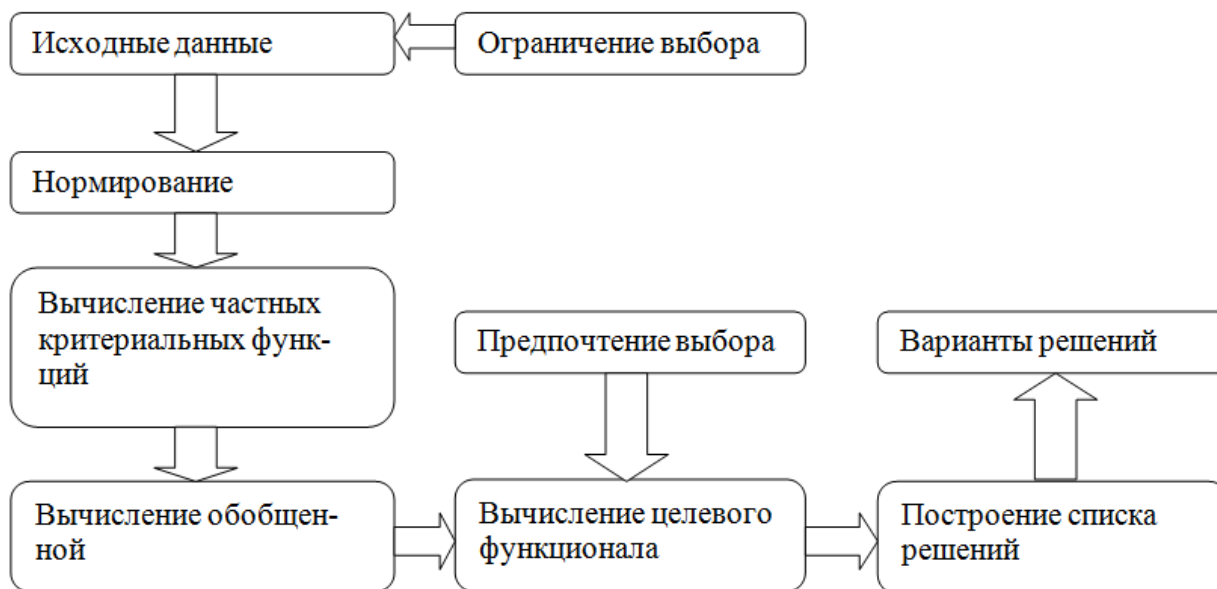 Исходные данные
Ограничение выбора
Нормирование
Вычисление частных
критериальных функ-
ций
Предпочтение выбора
Варианты решений
Вычисление обобщен-
ной
Вычисление целевого
функционала
Построение списка
решений